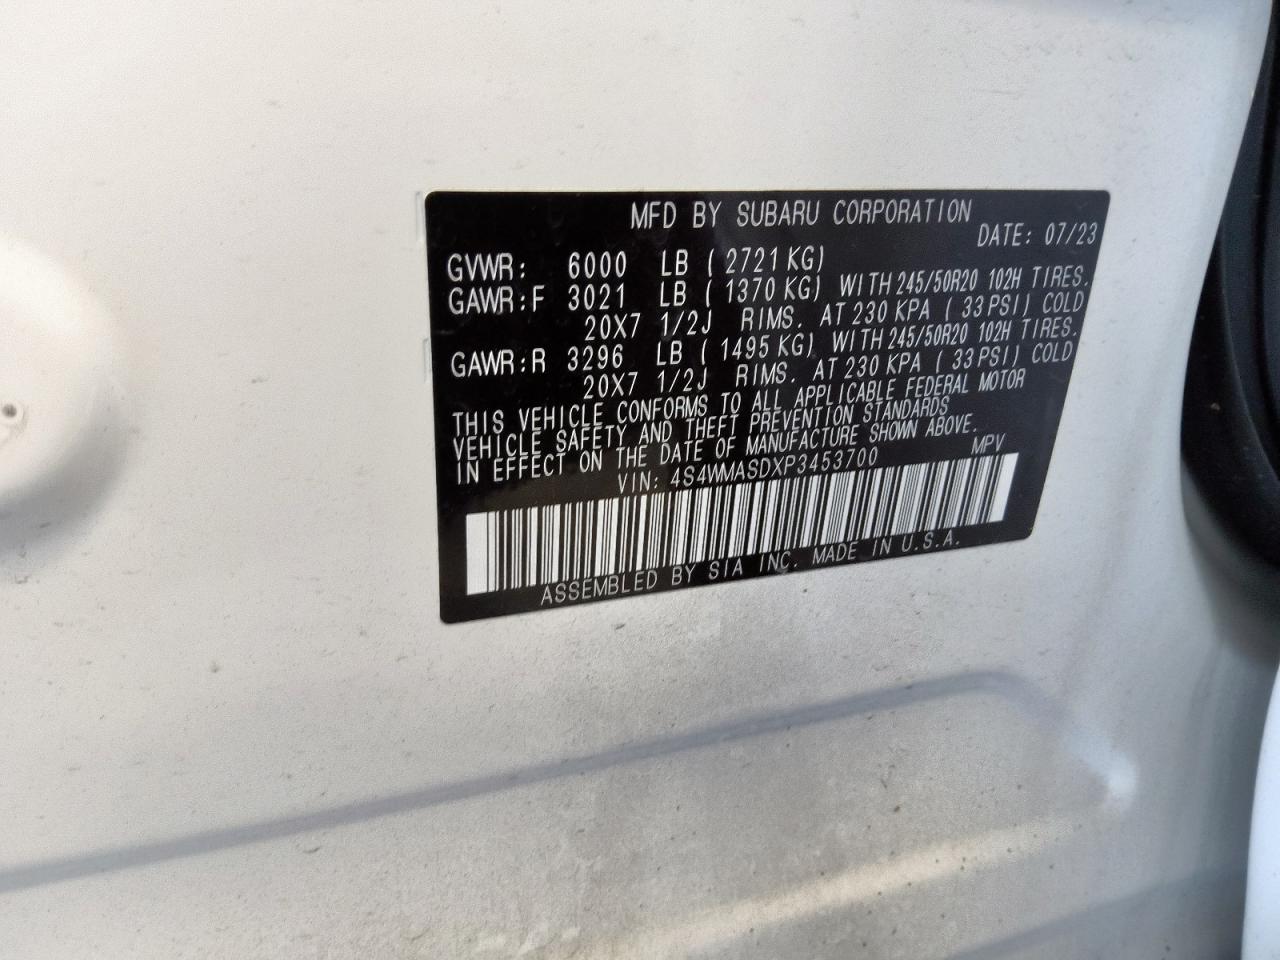 MFD BY SUBARU CORPORATION
DATE: 07/23
GVWR: 6000 LB ( 2721 KG)
GAWR:F 3021 LB ( 1370 KG) WITH 245/50R20 102H TIRES.
20X7 1/2J RIMS. AT 230 KPA ( 33 PSI) COLD
GAWR:R 3296 LB ( 1495 KG) WITH 245/50R20 102H TIRES.
20X7 1/2J RIMS. AT 230 KPA ( 33 PSI) COLD
THIS VEHICLE CONFORMS TO ALL APPLICABLE FEDERAL MOTOR
VEHICLE SAFETY AND THEFT PREVENTION STANDARDS
IN EFFECT ON THE DATE OF MANUFACTURE SHOWN ABOVE.
VIN: 4S4WMASDXP3453700 MPV
ASSEMBLED BY SIA INC. MADE IN U.S.A.